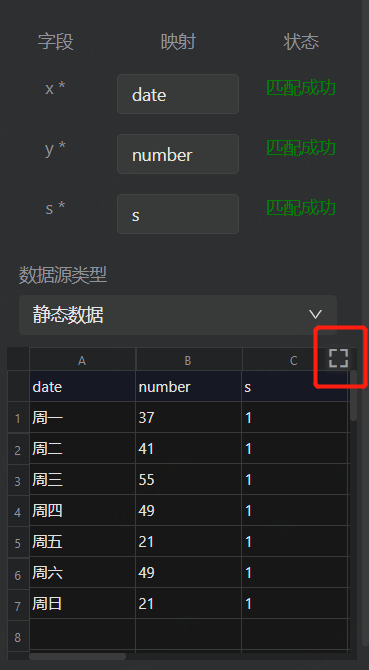 字段 映射 状态
x * date 匹配成功
y * number 匹配成功
s * s 匹配成功
数据源类型
静态数据
A B C
date number s
1 周一 37 1
2 周二 41 1
3 周三 55 1
4 周四 49 1
5 周五 21 1
6 周六 49 1
7 周日 21 1
8